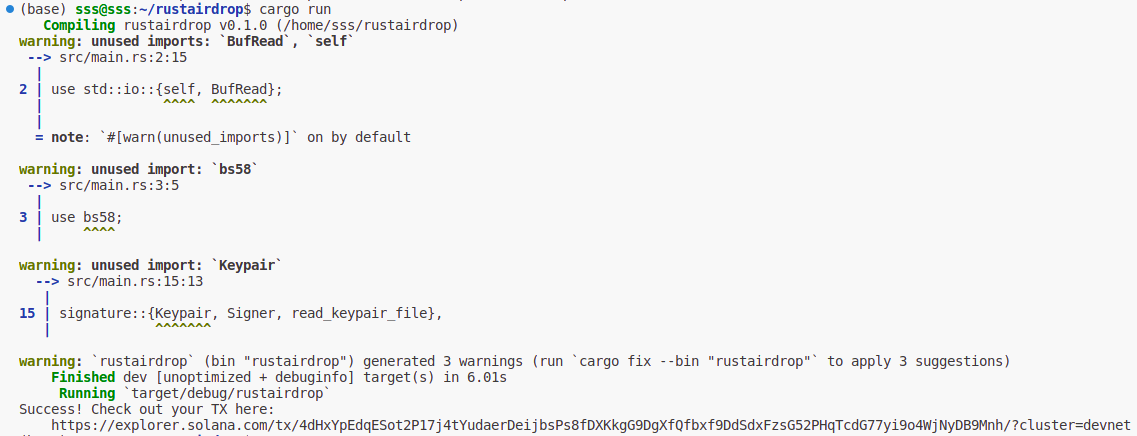 (base) sss@sss:~/rustairdrop$ cargo run
   Compiling rustairdrop v0.1.0 (/home/sss/rustairdrop)
warning: unused imports: `BufRead`, `self`
 --> src/main.rs:2:15
  |
2 | use std::io::{self, BufRead};
  |               ^^^^  ^^^^^^^
  |
  = note: `#[warn(unused_imports)]` on by default
warning: unused import: `bs58`
 --> src/main.rs:3:5
  |
3 | use bs58;
  |     ^^^^
warning: unused import: `Keypair`
  --> src/main.rs:15:13
   |
15 | signature::{Keypair, Signer, read_keypair_file},
   |             ^^^^^^^
warning: `rustairdrop` (bin "rustairdrop") generated 3 warnings (run `cargo fix --bin "rustairdrop"` to apply 3 suggestions)
    Finished dev [unoptimized + debuginfo] target(s) in 6.01s
     Running `target/debug/rustairdrop`
Success! Check out your TX here:
    https://explorer.solana.com/tx/4dHxYpEdqESot2P17j4tYudaerDeijbsPs8fDXKkgG9DgXfQfbxf9DdSdxFzsG52PHqTcdG77yi9o4WjNyDB9Mnh/?cluster=devnet